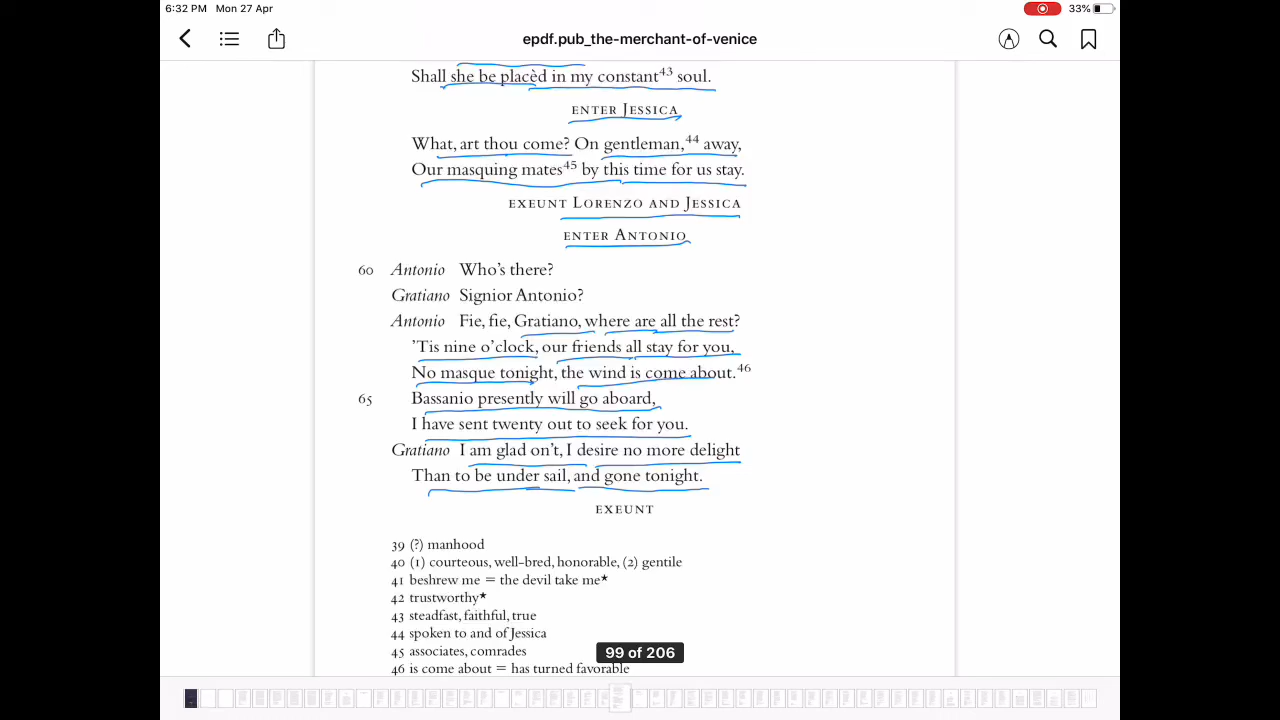 6:32 PM Mon 27 Apr
33%
epdf.pub_the-merchant-of-venice
Shall she be placèd in my constant43 soul.
ENTER JESSICA
What, art thou come? On gentleman,44 away,
Our masquing mates45 by this time for us stay.
EXEUNT LORENZO AND JESSICA
ENTER ANTONIO
60 Antonio Who's there?
Gratiano Signior Antonio?
Antonio Fie, fie, Gratiano, where are all the rest?
'Tis nine o'clock, our friends all stay for you,
No masque tonight, the wind is come about.46
65 Bassanio presently will go aboard,
I have sent twenty out to seek for you.
Gratiano I am glad on't, I desire no more delight
Than to be under sail, and gone tonight.
EXEUNT
39 (?) manhood
40 (1) courteous, well-bred, honorable, (2) gentile
41 beshrew me = the devil take me★
42 trustworthy★
43 steadfast, faithful, true
44 spoken to and of Jessica
45 associates, comrades
46 is come about = has turned favorable
99 of 206